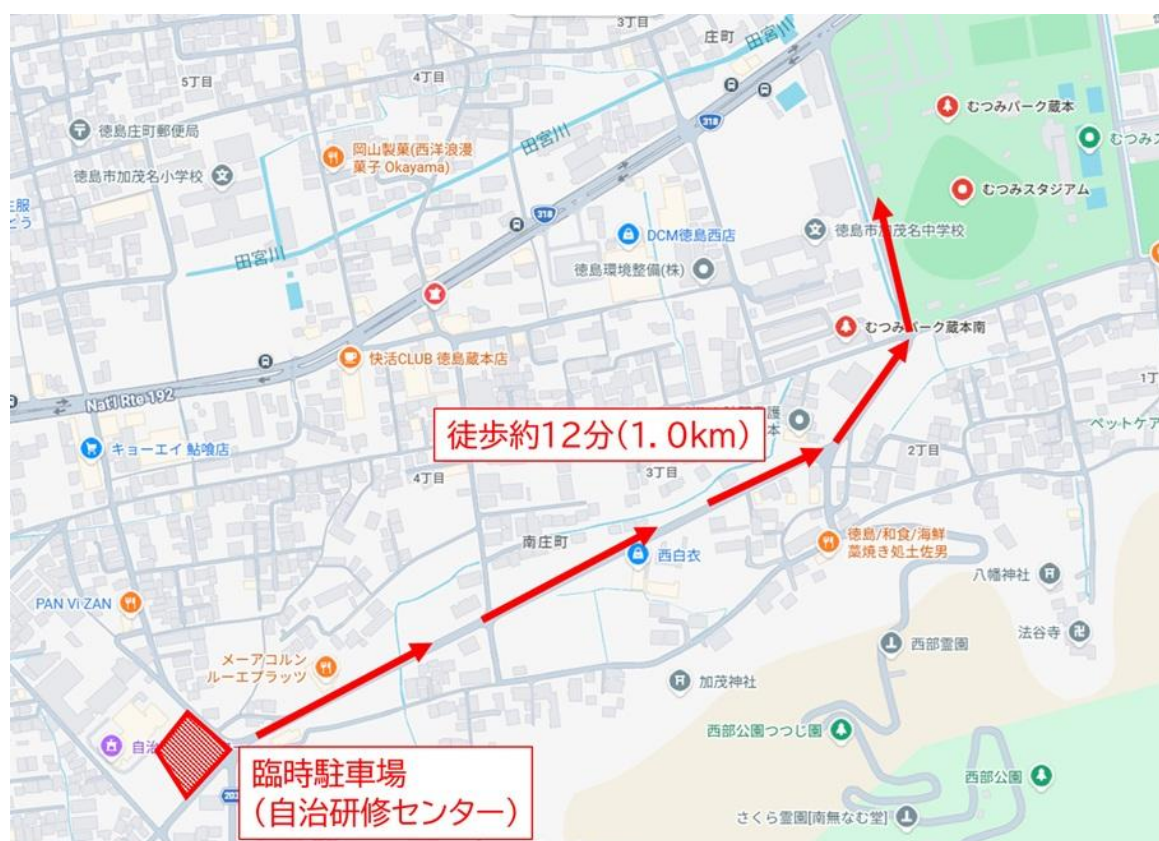 3丁目
庄町
田宮川
5丁目
4丁目
318
むつみパーク蔵本
徳島庄町郵便局
岡山製菓(西洋浪漫
菓子 Okayama)
田宮川
徳島市加茂名小学校
むつみスタジアム
318
DCM徳島西店
徳島市加茂名中学校
田宮川
徳島環境整備(株)
むつみパーク蔵本南
快活CLUB 徳島蔵本店
Nat'l Rte 192
徒歩約12分(1.0km)
ペットケア
キョーエイ 鮎喰店
2丁目
3丁目
4丁目
南庄町
西白衣
徳島/和食/海鮮
藁焼き処土佐男
八幡神社
PAN Vi ZAN
法谷寺
西部霊園
メーアコルン
ルーエプラッツ
加茂神社
西部公園つつじ園
臨時駐車場
(自治研修センター)
西部公園
さくら霊園[南無なむ堂]